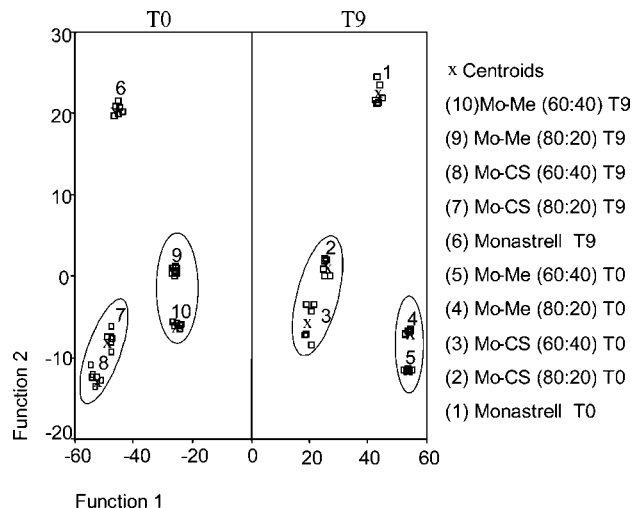 T0 T9
30
20
10
0
-10
-20
-60 -40 -20 0 20 40 60
Function 2
Function 1
6
1
9
10
7
8
2
3
4
5
x
x
x
x
x
x
x
x
x Centroids
(10)Mo-Me (60:40) T9
(9) Mo-Me (80:20) T9
(8) Mo-CS (60:40) T9
(7) Mo-CS (80:20) T9
(6) Monastrell T9
(5) Mo-Me (60:40) T0
(4) Mo-Me (80:20) T0
(3) Mo-CS (60:40) T0
(2) Mo-CS (80:20) T0
(1) Monastrell T0